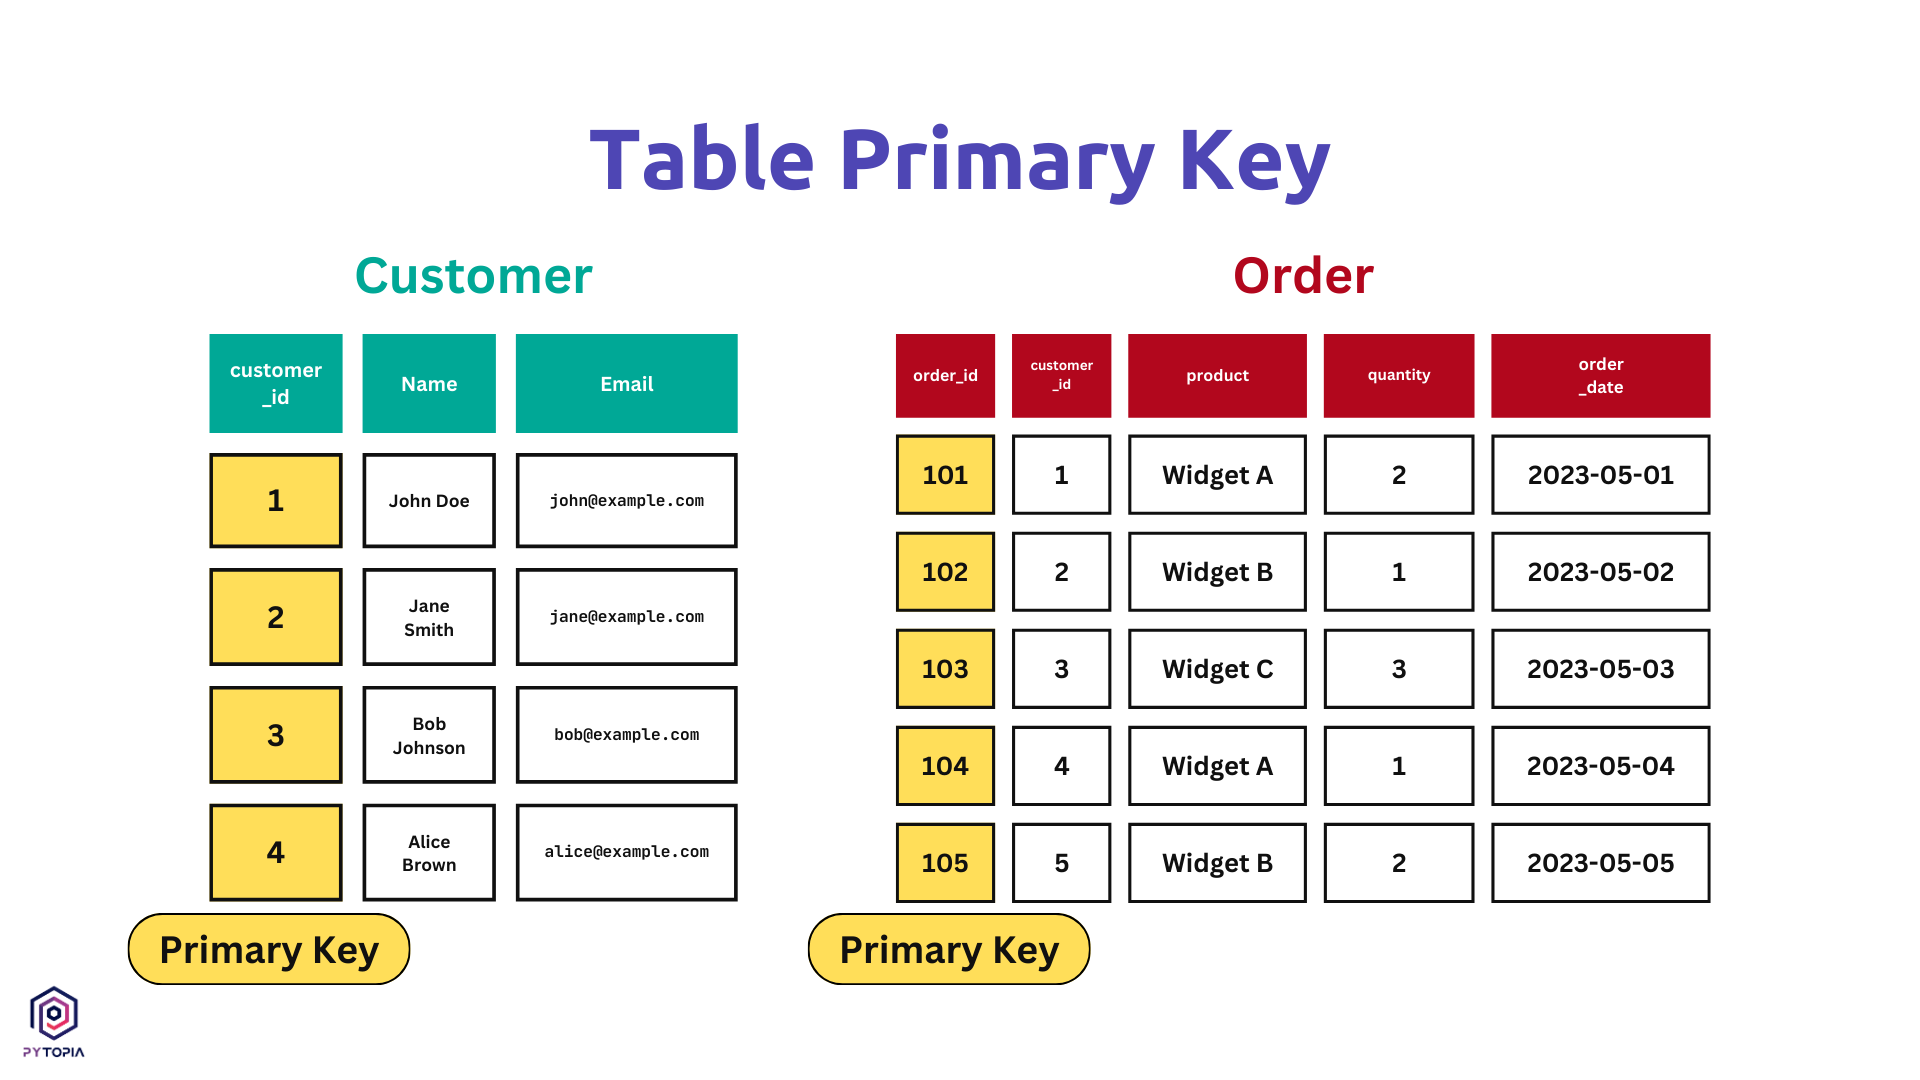 Table Primary Key
Customer
customer
_id
Name
Email
1
John Doe
john@example.com
2
Jane
Smith
jane@example.com
3
Bob
Johnson
bob@example.com
4
Alice
Brown
alice@example.com
Primary Key
Order
order_id
customer
_id
product
quantity
order
_date
101
1
Widget A
2
2023-05-01
102
2
Widget B
1
2023-05-02
103
3
Widget C
3
2023-05-03
104
4
Widget A
1
2023-05-04
105
5
Widget B
2
2023-05-05
Primary Key
PYTOPIA